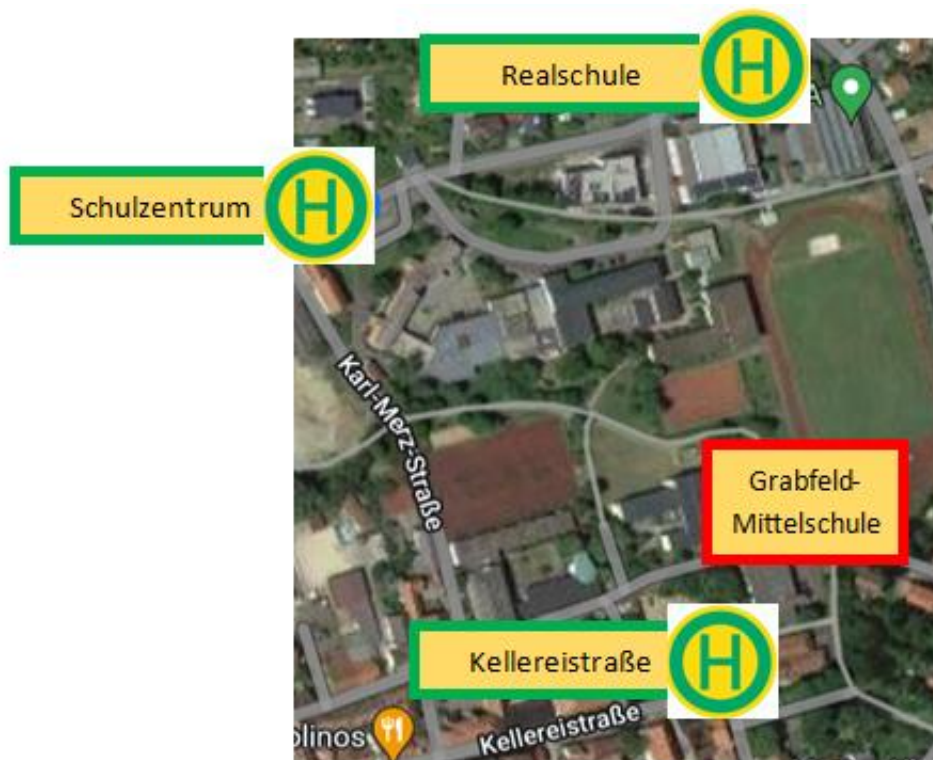 Realschule
H
A
Schulzentrum
H
Karl-Merz-Straße
Grabfeld-
Mittelschule
Kellereistraße
H
olinos
Kellereistraße